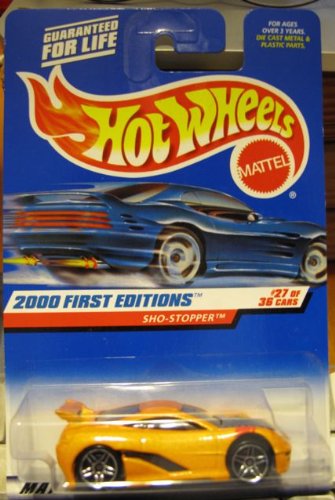 GUARANTEED
FOR LIFE
FOR AGES
OVER 3 YEARS.
DIE CAST METAL &
PLASTIC PARTS.
HOT WHEELS
MATTEL
®
2000 FIRST EDITIONS™
SHO-STOPPER™
#27 OF
36 CARS
MA